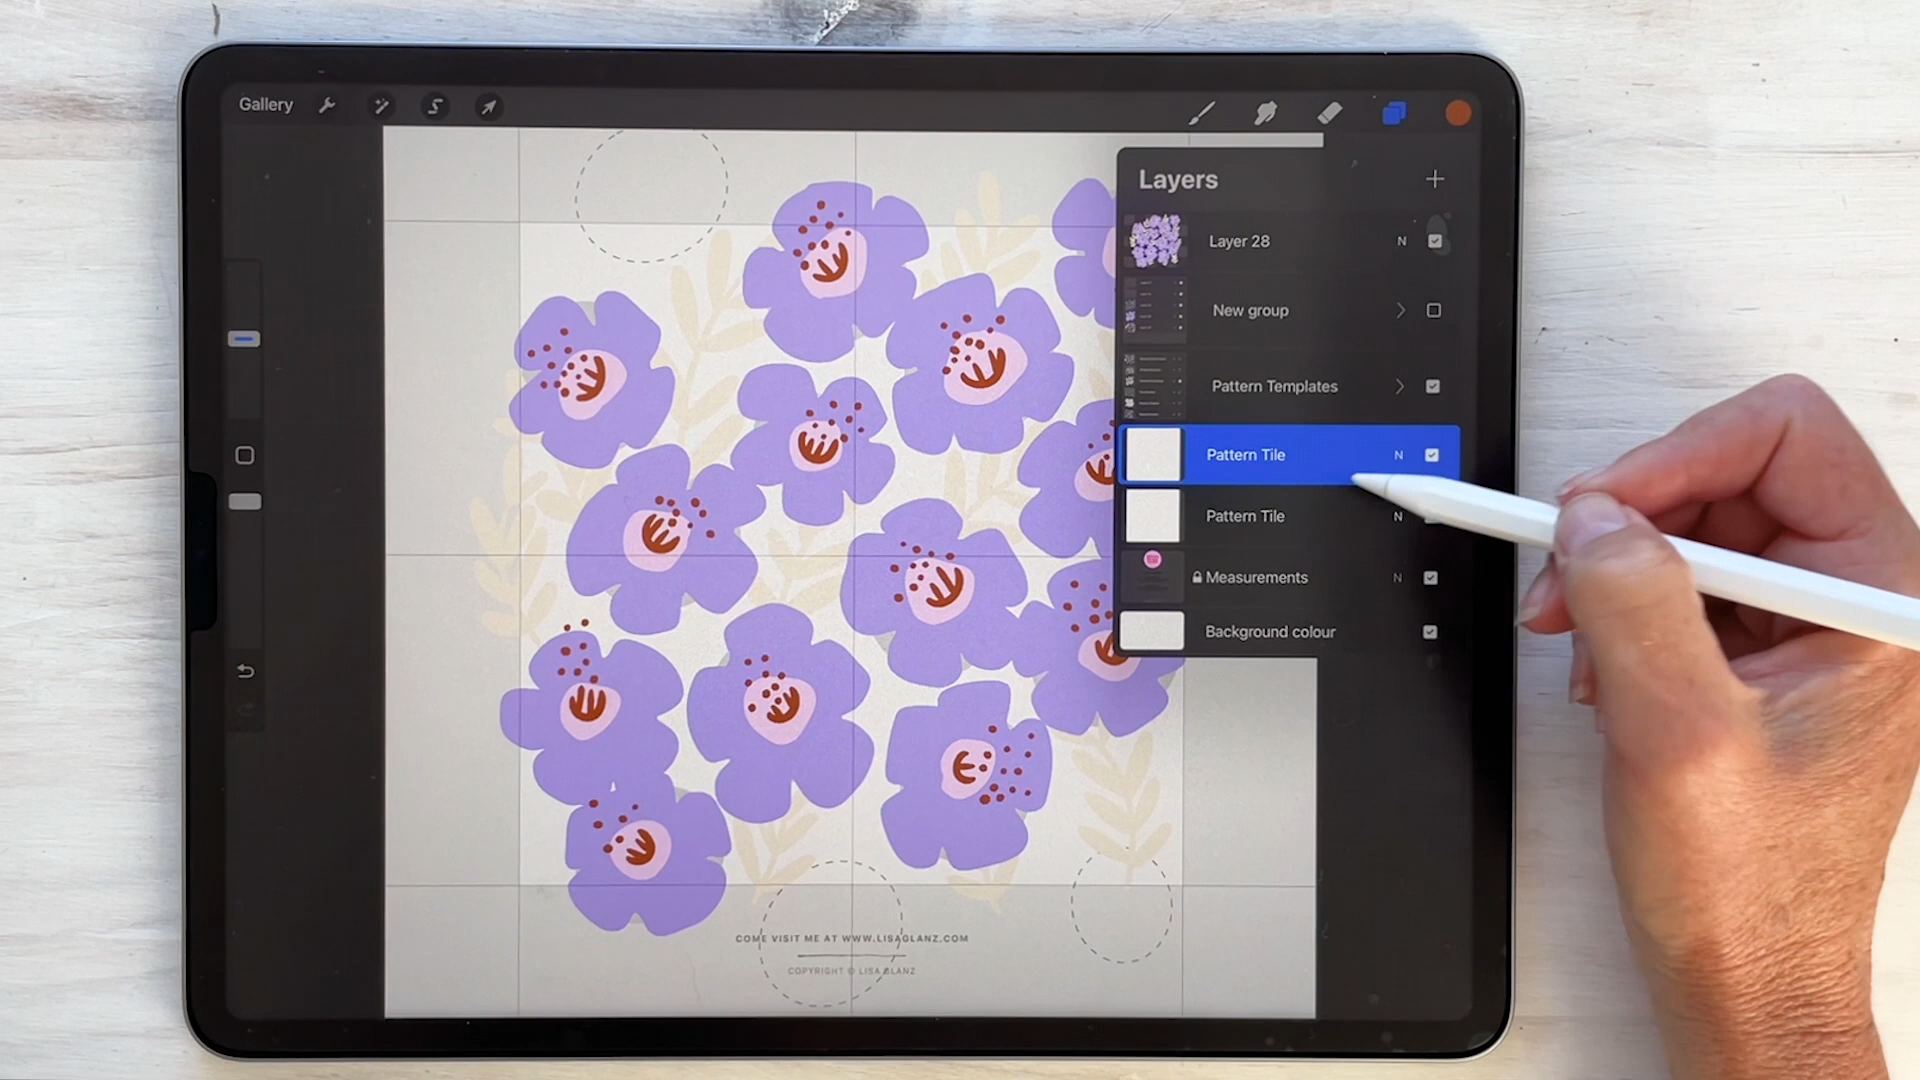 Gallery
Layers
Layer 28 N
New group
Pattern Templates
Pattern Tile N
Pattern Tile N
Measurements N
Background colour
COME VISIT ME AT WWW.LISAGLANZ.COM
COPYRIGHT © LISA GLANZ